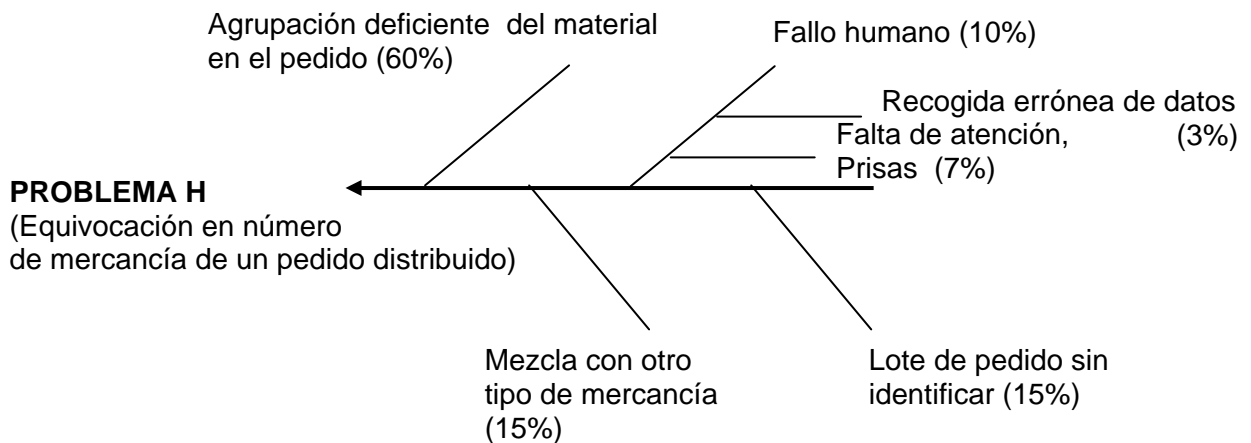 Agrupación deficiente del material
en el pedido (60%)
Fallo humano (10%)
Recogida errónea de datos
(3%)
Falta de atención,
Prisas (7%)
PROBLEMA H
(Equivocación en número
de mercancía de un pedido distribuido)
Mezcla con otro
tipo de mercancía
(15%)
Lote de pedido sin
identificar (15%)